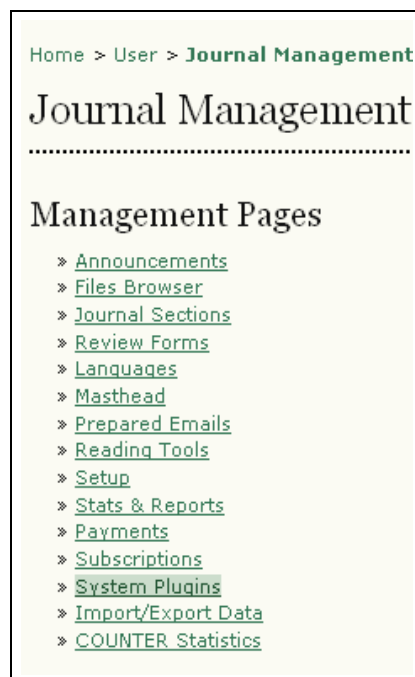 Home > User > Journal Management
Journal Management
Management Pages
» Announcements
» Files Browser
» Journal Sections
» Review Forms
» Languages
» Masthead
» Prepared Emails
» Reading Tools
» Setup
» Stats & Reports
» Payments
» Subscriptions
» System Plugins
» Import/Export Data
» COUNTER Statistics